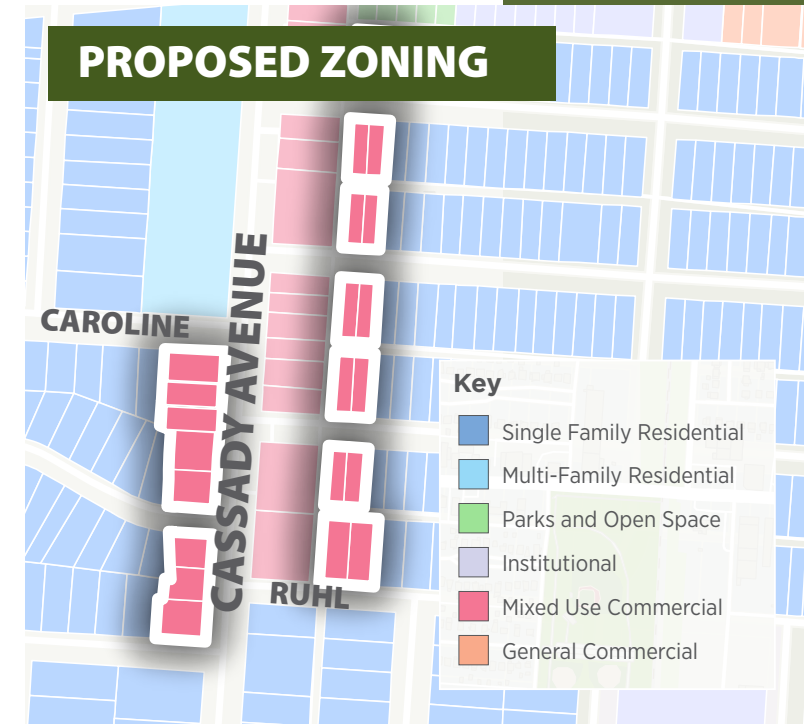 PROPOSED ZONING
CAROLINE
CASSADY AVENUE
RUHL
Key
Single Family Residential
Multi-Family Residential
Parks and Open Space
Institutional
Mixed Use Commercial
General Commercial